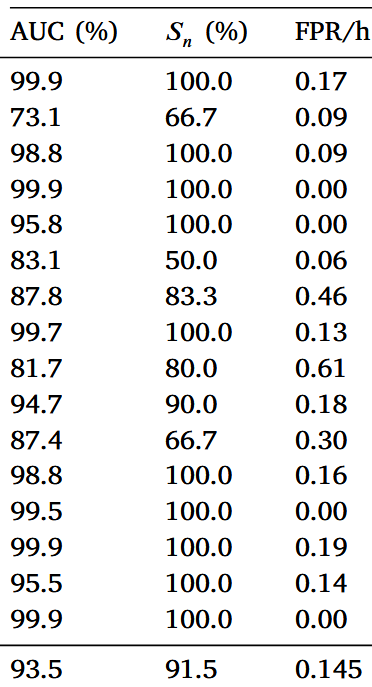 AUC (%) Sn (%) FPR/h
99.9 100.0 0.17
73.1 66.7 0.09
98.8 100.0 0.09
99.9 100.0 0.00
95.8 100.0 0.00
83.1 50.0 0.06
87.8 83.3 0.46
99.7 100.0 0.13
81.7 80.0 0.61
94.7 90.0 0.18
87.4 66.7 0.30
98.8 100.0 0.16
99.5 100.0 0.00
99.9 100.0 0.19
95.5 100.0 0.14
99.9 100.0 0.00
93.5 91.5 0.145